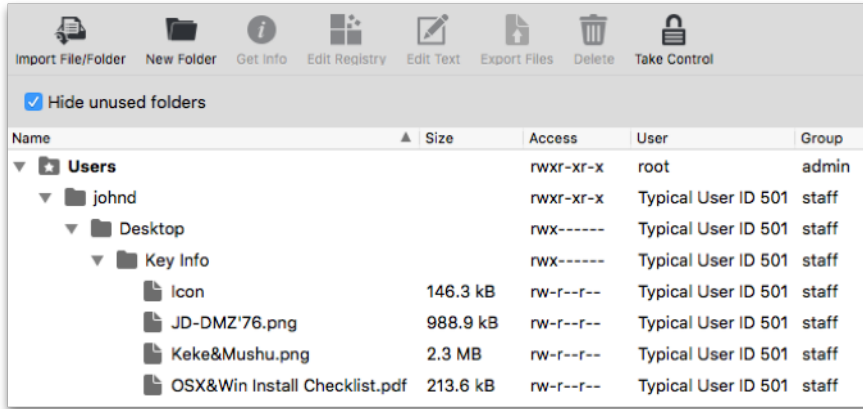 Import File/Folder New Folder Get Info Edit Registry Edit Text Export Files Delete Take Control
Hide unused folders
Name Size Access User Group
Users rwxr-xr-x root admin
johnd rwxr-xr-x Typical User ID 501 staff
Desktop rwx------ Typical User ID 501 staff
Key Info rwx------ Typical User ID 501 staff
Icon 146.3 kB rw-r--r-- Typical User ID 501 staff
JD-DMZ'76.png 988.9 kB rw-r--r-- Typical User ID 501 staff
Keke&Mushu.png 2.3 MB rw-r--r-- Typical User ID 501 staff
OSX&Win Install Checklist.pdf 213.6 kB rw-r--r-- Typical User ID 501 staff